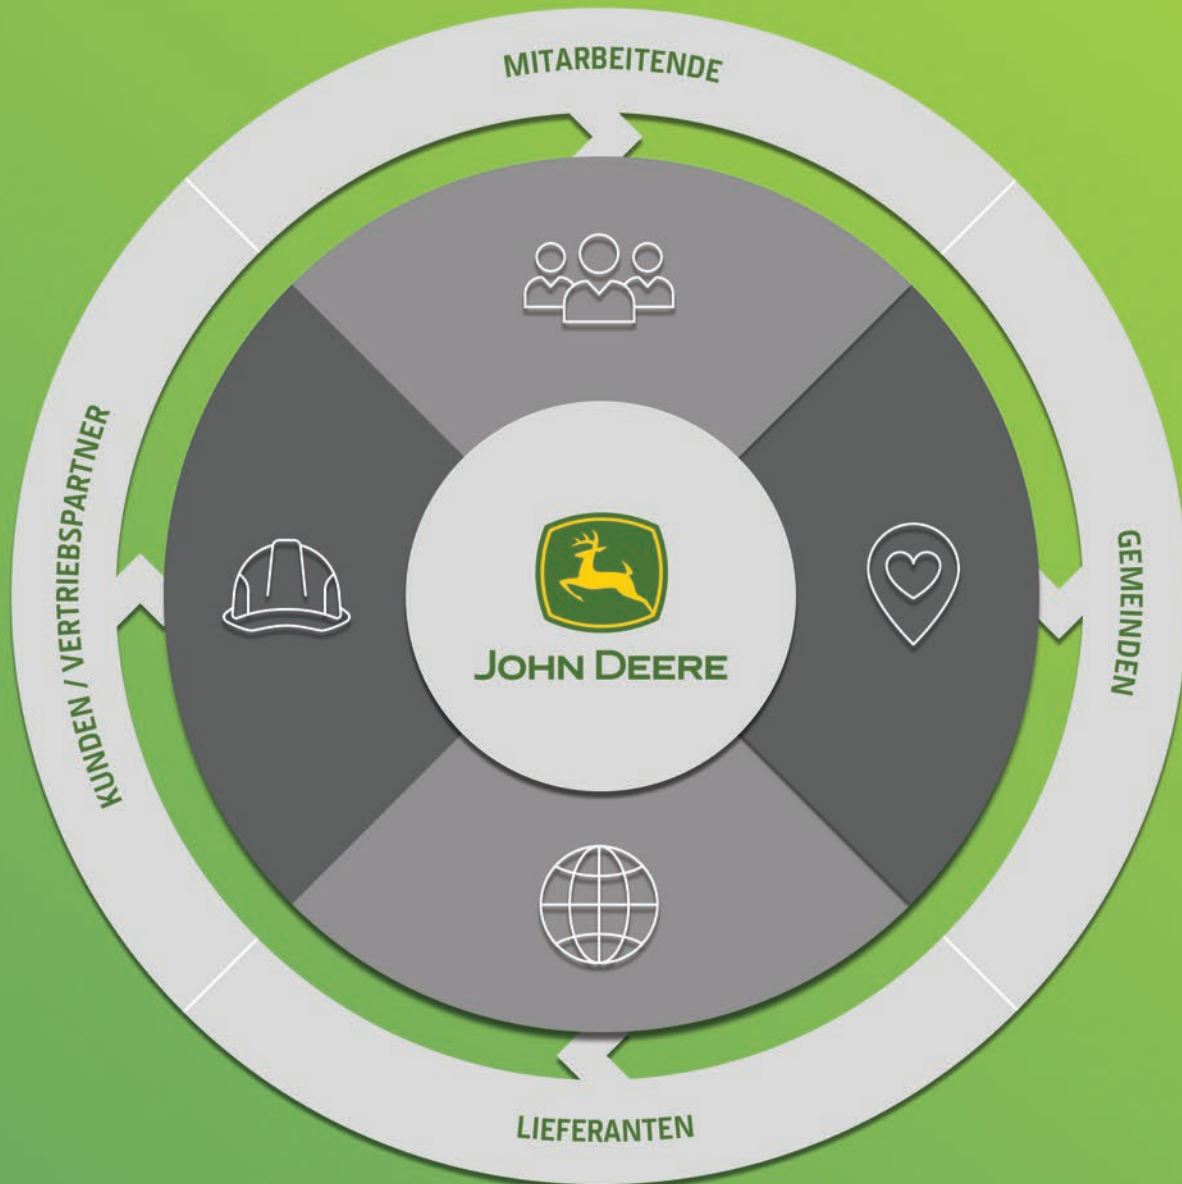 MITARBEITENDE
KUNDEN / VERTRIEBSPARTNER
JOHN DEERE
GEMEINDEN
LIEFERANTEN